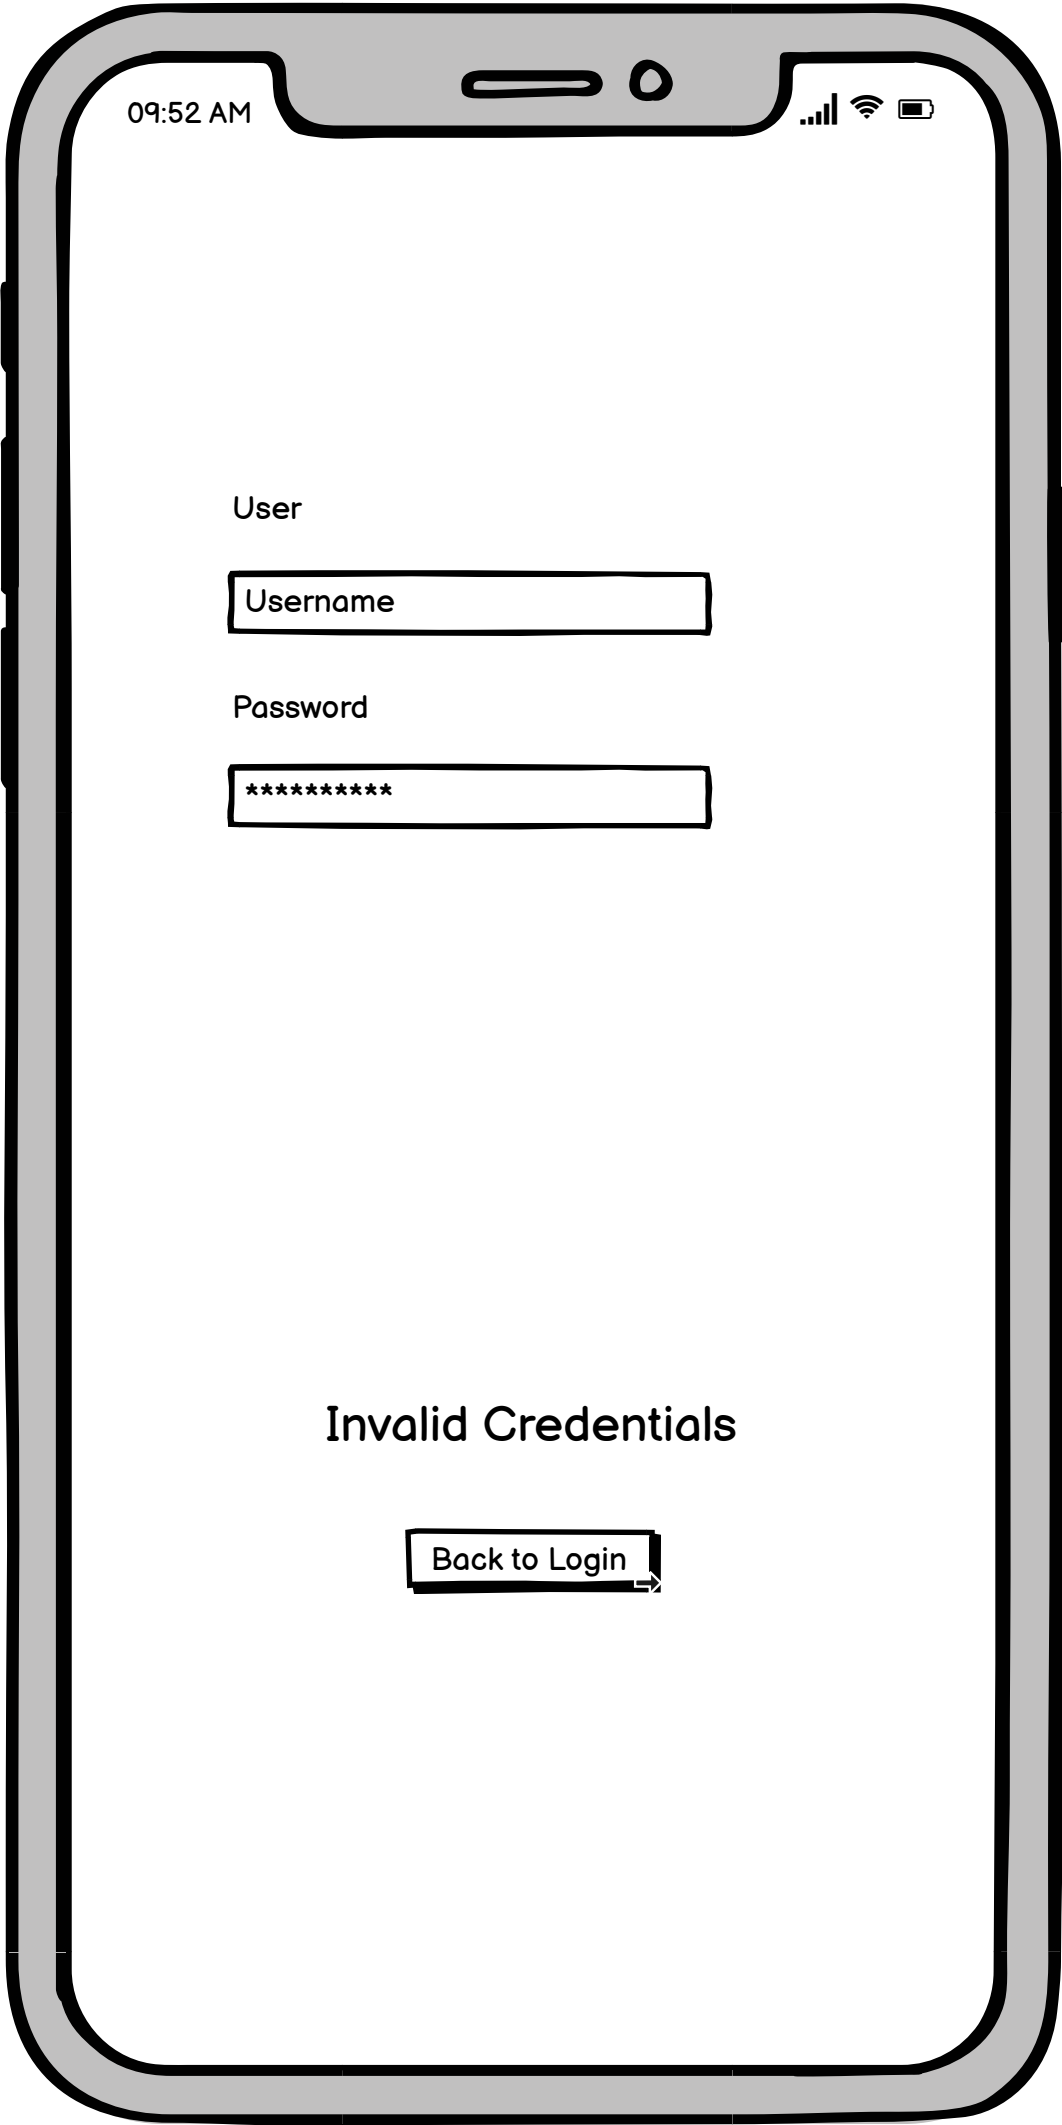 09:52 AM
User
Username
Password
**********
Invalid Credentials
Back to Login